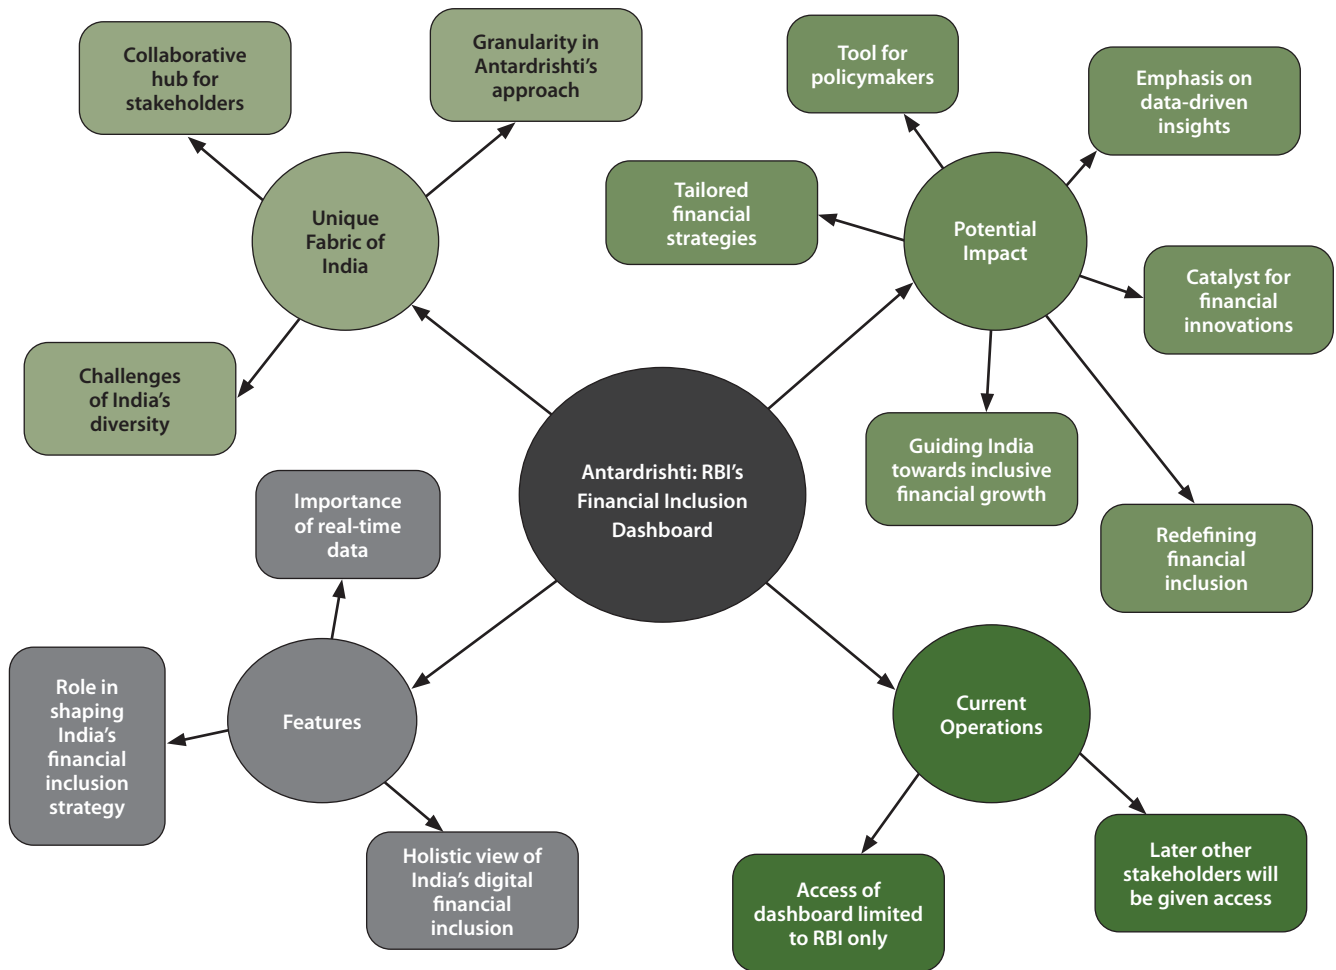 Collaborative
hub for
stakeholders
Granularity in
Antardrishti’s
approach
Unique
Fabric of
India
Challenges
of India’s
diversity
Tool for
policymakers
Emphasis on
data-driven
insights
Tailored
financial
strategies
Potential
Impact
Catalyst for
financial
innovations
Guiding India
towards inclusive
financial growth
Redefining
financial
inclusion
Antardrishti: RBI’s
Financial Inclusion
Dashboard
Importance
of real-time
data
Role in
shaping
India’s
financial
inclusion
strategy
Features
Holistic view of
India’s digital
financial
inclusion
Current
Operations
Access of
dashboard limited
to RBI only
Later other
stakeholders will
be given access